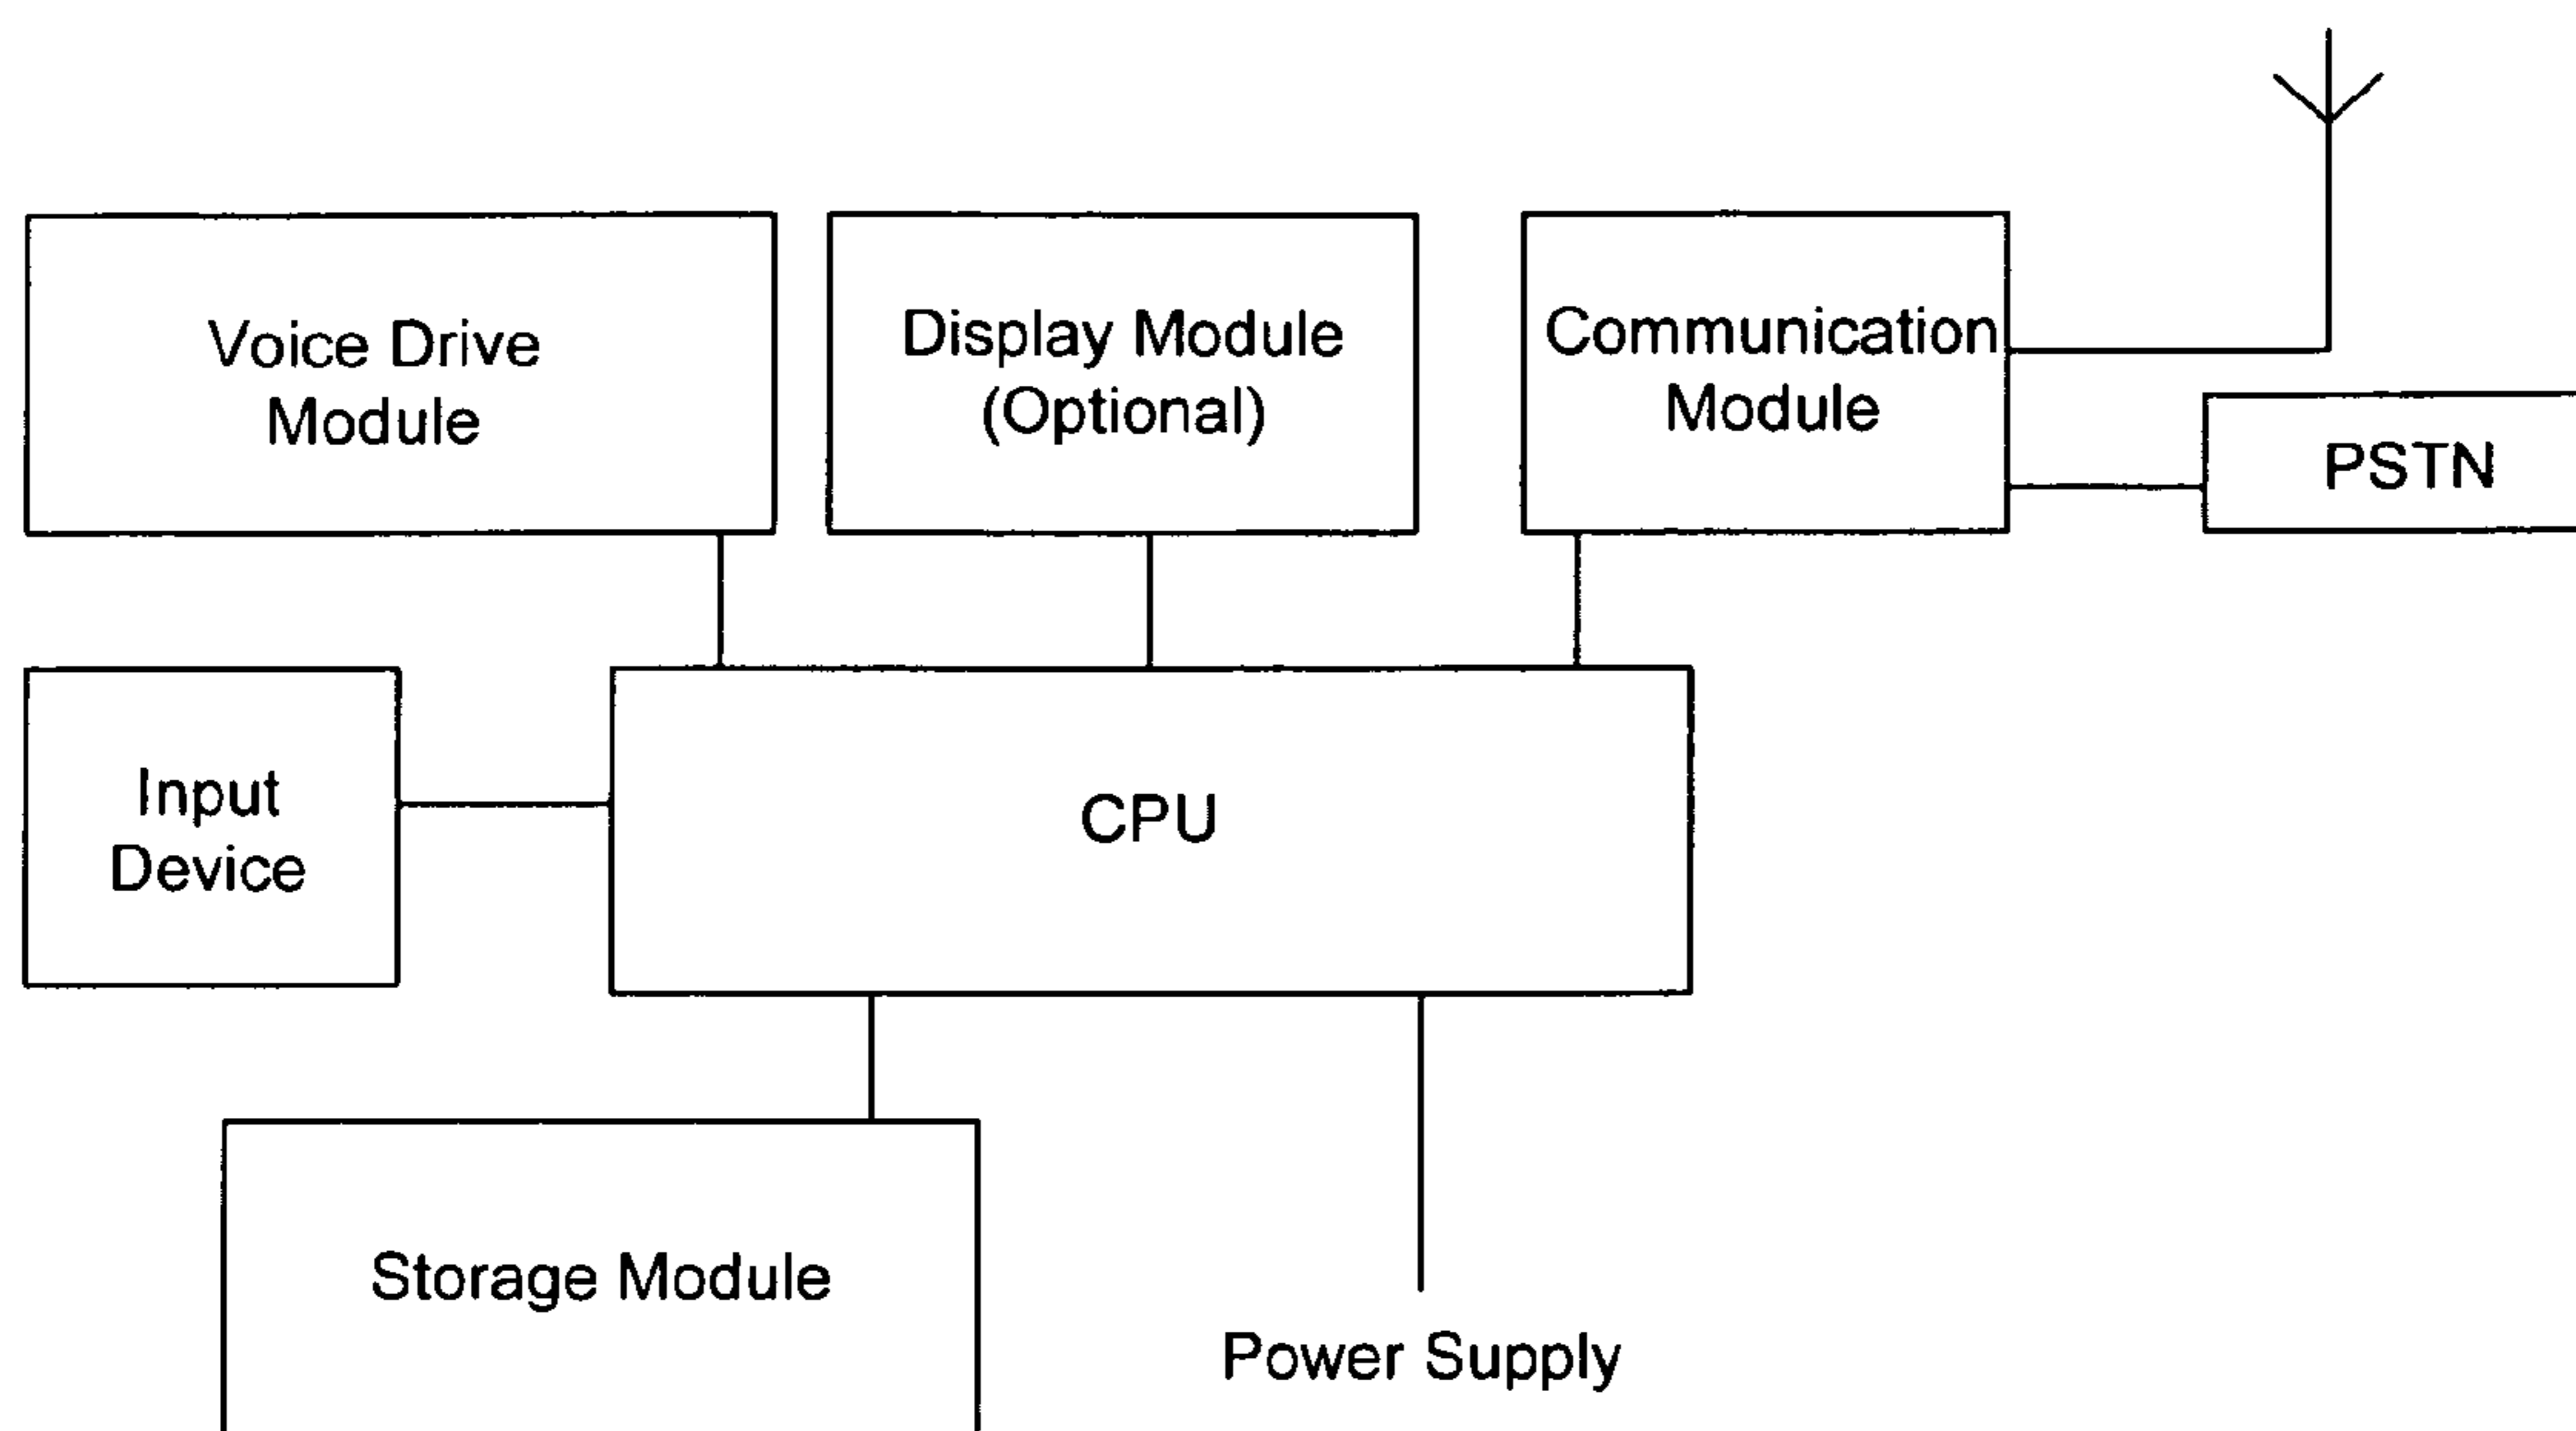 Voice Drive
Module
Display Module
(Optional)
Communication
Module
PSTN
Input
Device
CPU
Storage Module
Power Supply